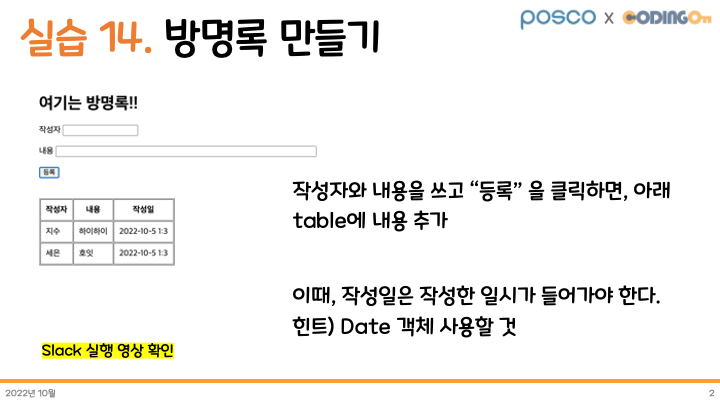 실습 14. 방명록 만들기
posco x CODINGOn
여기는 방명록!!
작성자
내용
등록
작성자 내용 작성일
지수 하이하이 2022-10-5 1:3
세은 호잇 2022-10-5 1:3
작성자와 내용을 쓰고 “등록” 을 클릭하면, 아래
table에 내용 추가
이때, 작성일은 작성한 일시가 들어가야 한다.
힌트) Date 객체 사용할 것
Slack 실행 영상 확인
2022년 10월
2